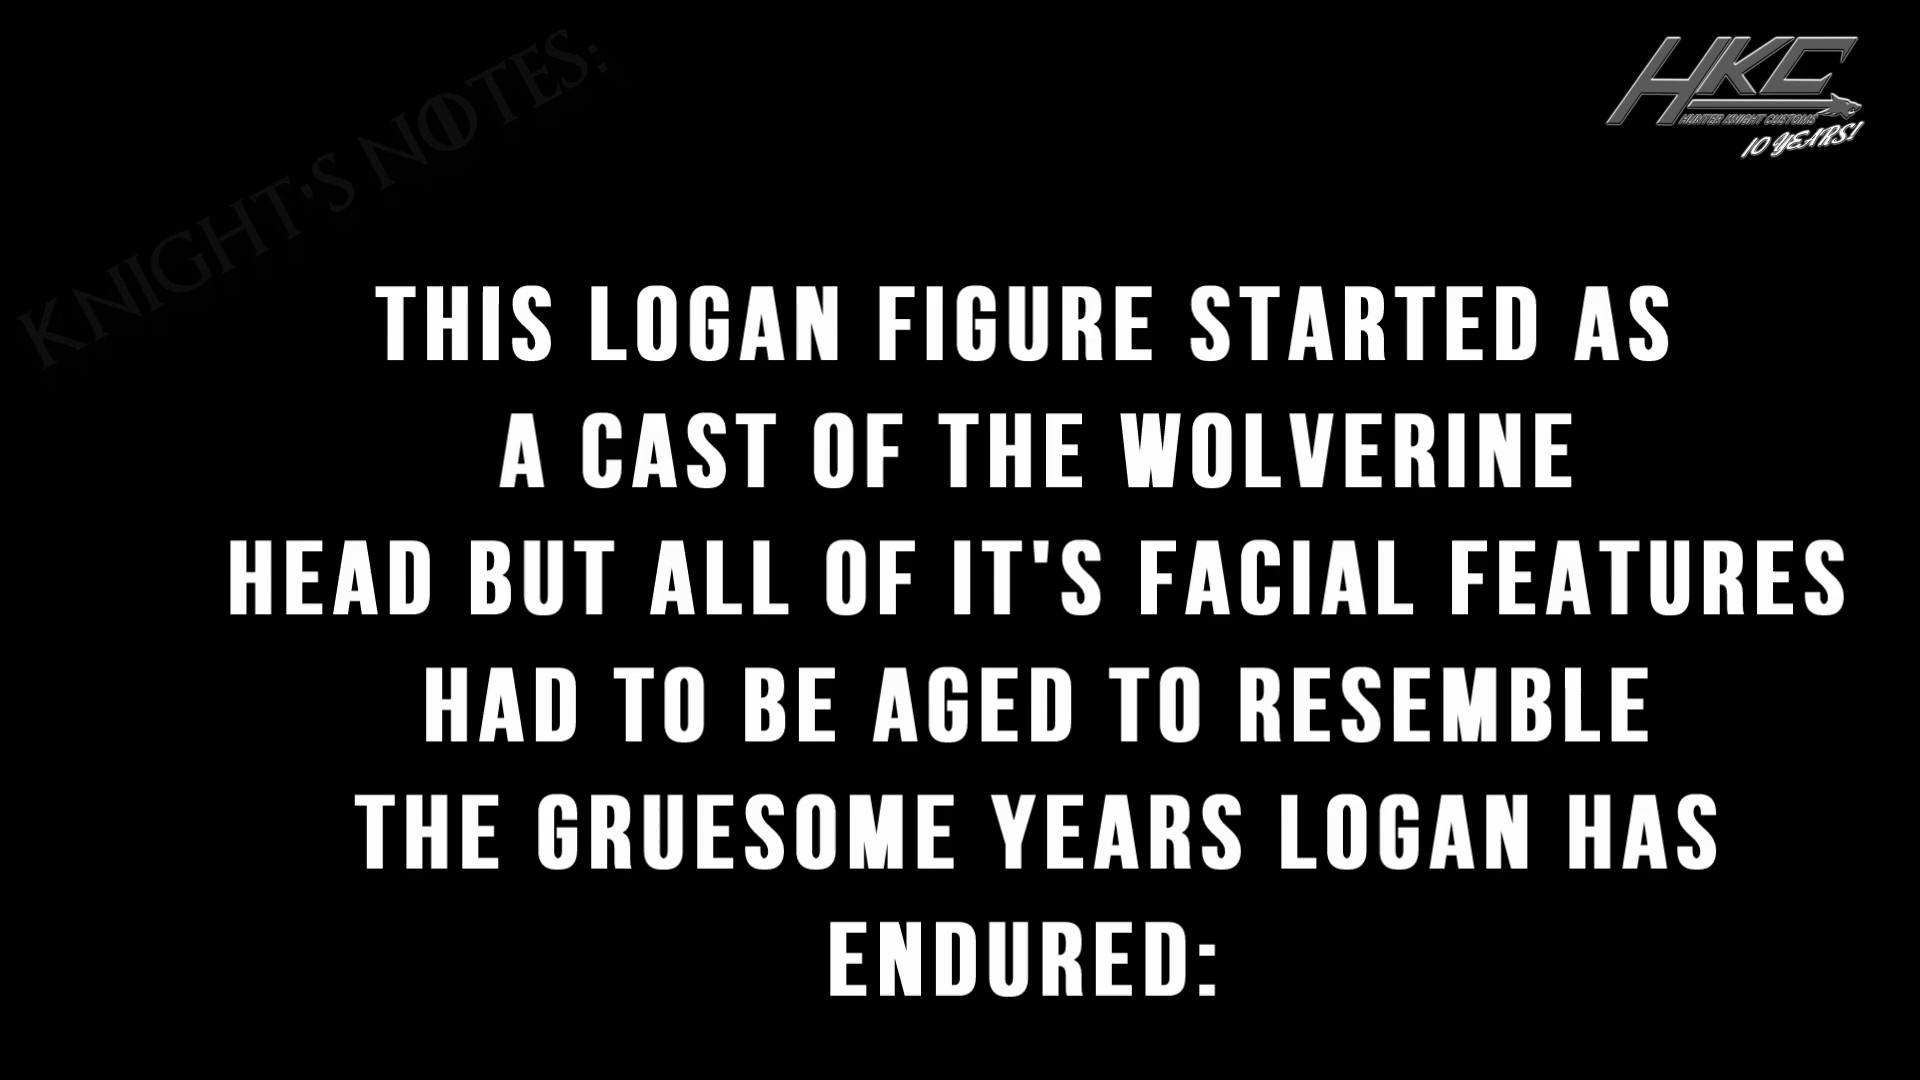 KNIGHT'S NOTES:
HKC
HUNTER KNIGHT CUSTOMS
10 YEARS!
THIS LOGAN FIGURE STARTED AS
A CAST OF THE WOLVERINE
HEAD BUT ALL OF IT'S FACIAL FEATURES
HAD TO BE AGED TO RESEMBLE
THE GRUESOME YEARS LOGAN HAS
ENDURED: